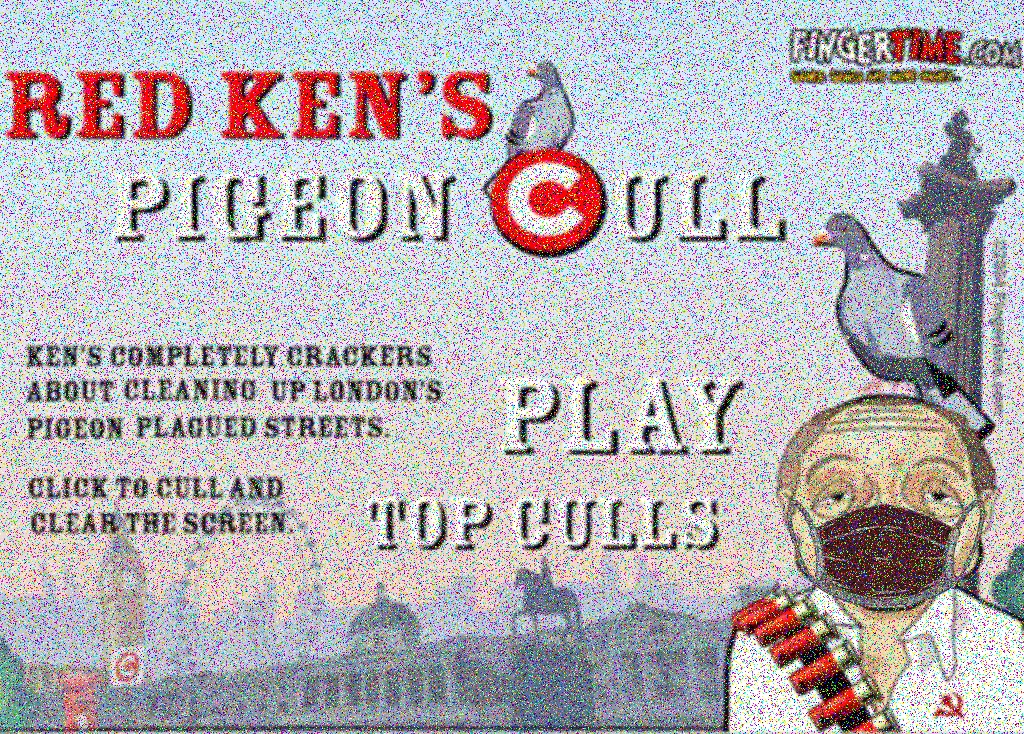 FINGERTIME.COM
RED KEN'S
PIGEON CULL
KEN'S COMPLETELY CRACKERS
ABOUT CLEANING UP LONDON'S
PIGEON PLAGUED STREETS.
PLAY
CLICK TO CULL AND
CLEAR THE SCREEN.
TOP CULLS
C